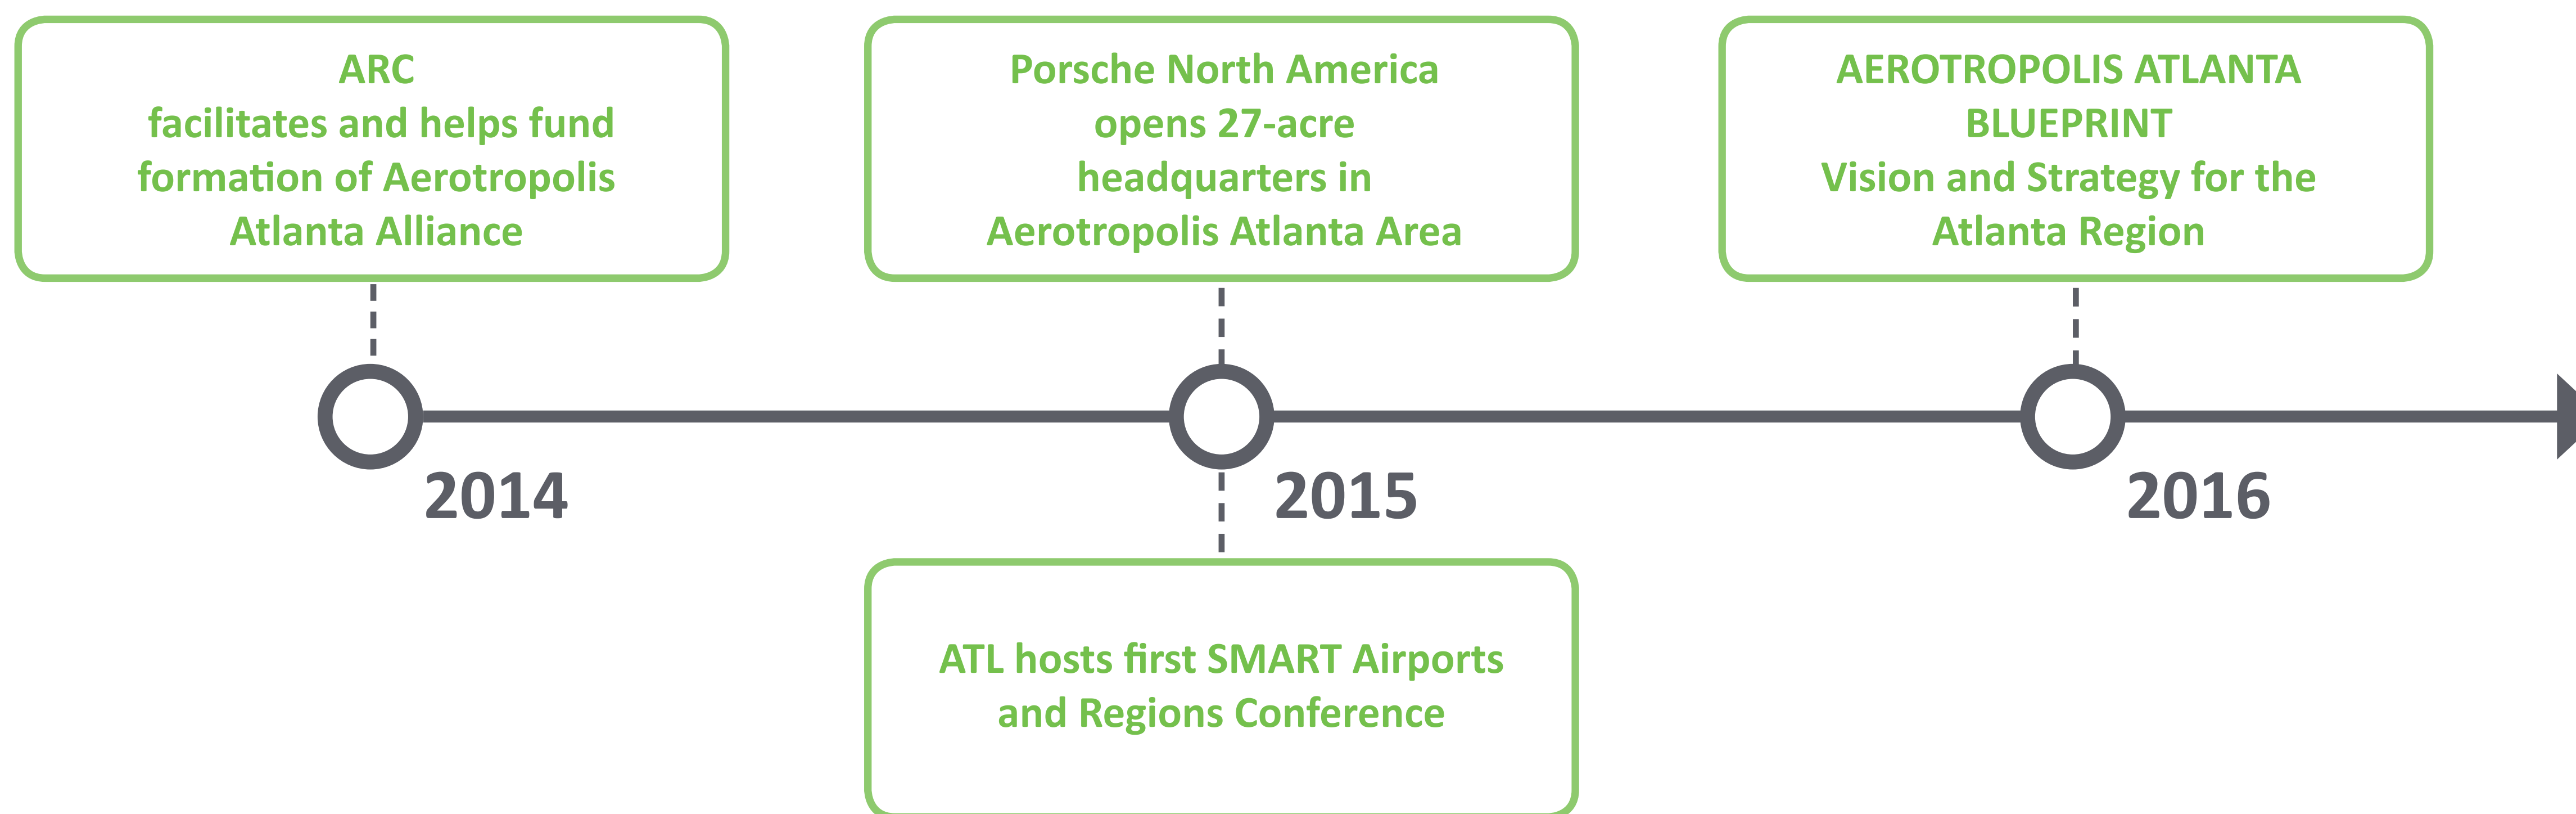 ARC
facilitates and helps fund
formation of Aerotropolis
Atlanta Alliance
Porsche North America
opens 27-acre
headquarters in
Aerotropolis Atlanta Area
AEROTROPOLIS ATLANTA
BLUEPRINT
Vision and Strategy for the
Atlanta Region
2014
2015
2016
ATL hosts first SMART Airports
and Regions Conference